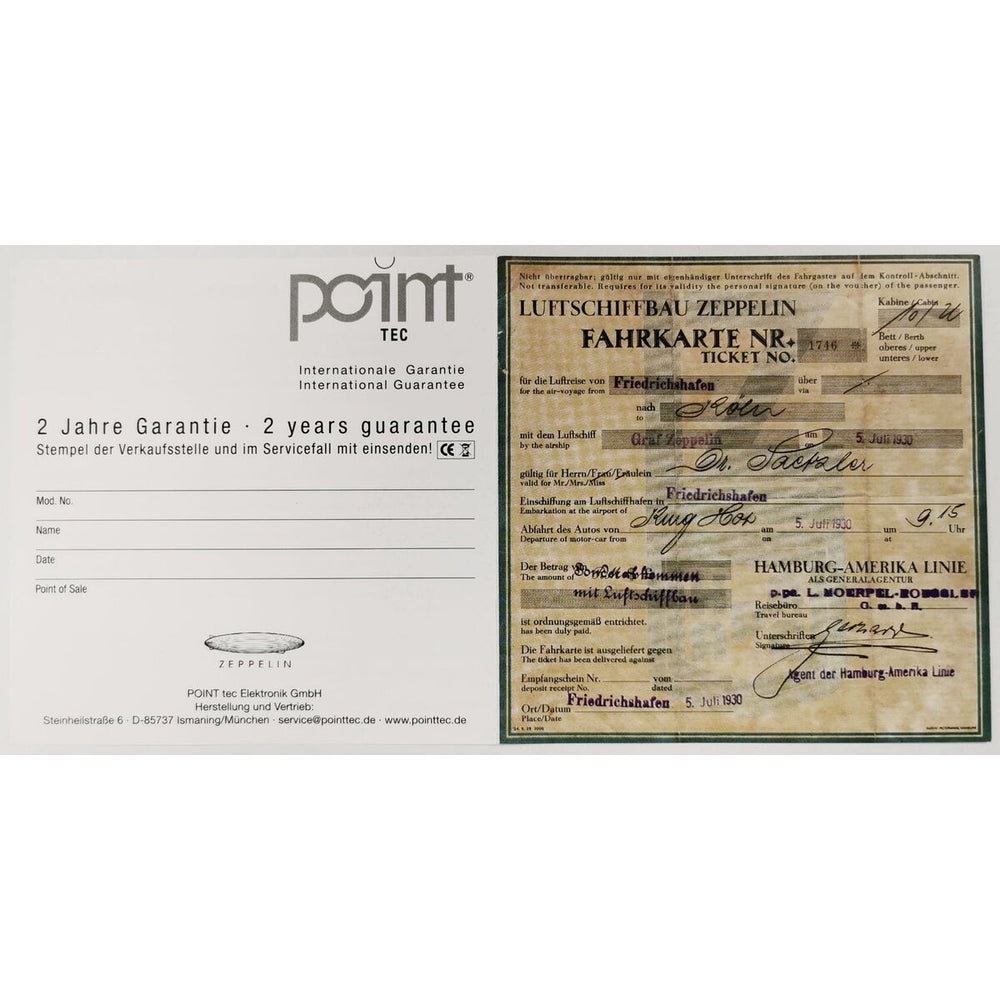 point®
TEC
Internationale Garantie
International Guarantee
2 Jahre Garantie · 2 years guarantee
Stempel der Verkaufsstelle und im Servicefall mit einsenden!
Mod. No.
Name
Date
Point of Sale
ZEPPELIN
POINT tec Elektronik GmbH
Herstellung und Vertrieb:
Steinheilstraße 6 · D-85737 Ismaning/München · service@pointtec.de · www.pointtec.de
Nicht übertragbar; gültig nur mit eigenhändiger Unterschrift des Fahrgastes auf dem Kontroll-Abschnitt.
Not transferable. Requires for its validity the personal signature (on the voucher) of the passenger.
LUFTSCHIFFBAU ZEPPELIN
Kabine / Cabin
FAHRKARTE NR.
TICKET NO.
1746
Bett / Berth
oberes / upper
unteres / lower
für die Luftreise von Friedrichshafen über
for the air-voyage from via
nach Köln
to
mit dem Luftschiff Graf Zeppelin am 5. Juli 1930
by the airship on
gültig für Herrn/Frau/Fräulein Dr.
valid for Mr./Mrs./Miss
Einschiffung am Luftschiffhafen in Friedrichshafen
Embarkation at the airport of
Abfahrt des Autos von am 5. Juli 1930 um 9.15 Uhr
Departure of motor-car from on at
Der Betrag von Sonderabkommen
The amount of
mit Luftschiffbau
HAMBURG-AMERIKA LINIE
ALS GENERALAGENTUR
Reisebüro G. m. b. H.
Travel bureau
ist ordnungsgemäß entrichtet.
has been duly paid.
Unterschriften
Signature
Die Fahrkarte ist ausgeliefert gegen
The ticket has been delivered against
Agent der Hamburg-Amerika Linie
Empfangschein Nr. vom
deposit receipt No. dated
Ort/Datum Friedrichshafen 5. Juli 1930
Place/Date